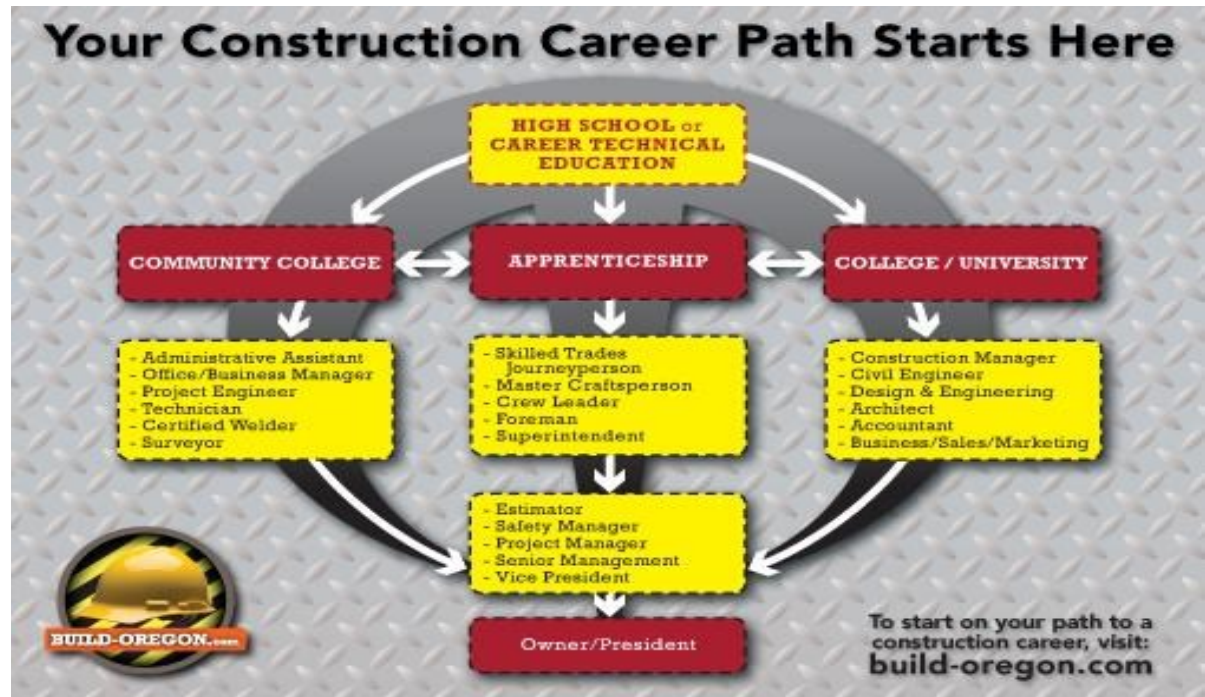 Your Construction Career Path Starts Here
HIGH SCHOOL or
CAREER TECHNICAL
EDUCATION
COMMUNITY COLLEGE
APPRENTICESHIP
COLLEGE / UNIVERSITY
- Administrative Assistant
- Office/Business Manager
- Project Engineer
- Technician
- Certified Welder
- Surveyor
- Skilled Trades
Journeyperson
- Master Craftsperson
- Crew Leader
- Foreman
- Superintendent
- Construction Manager
- Civil Engineer
- Design & Engineering
- Architect
- Accountant
- Business/Sales/Marketing
- Estimator
- Safety Manager
- Project Manager
- Senior Management
- Vice President
Owner/President
BUILD-OREGON.com
To start on your path to a
construction career, visit:
build-oregon.com